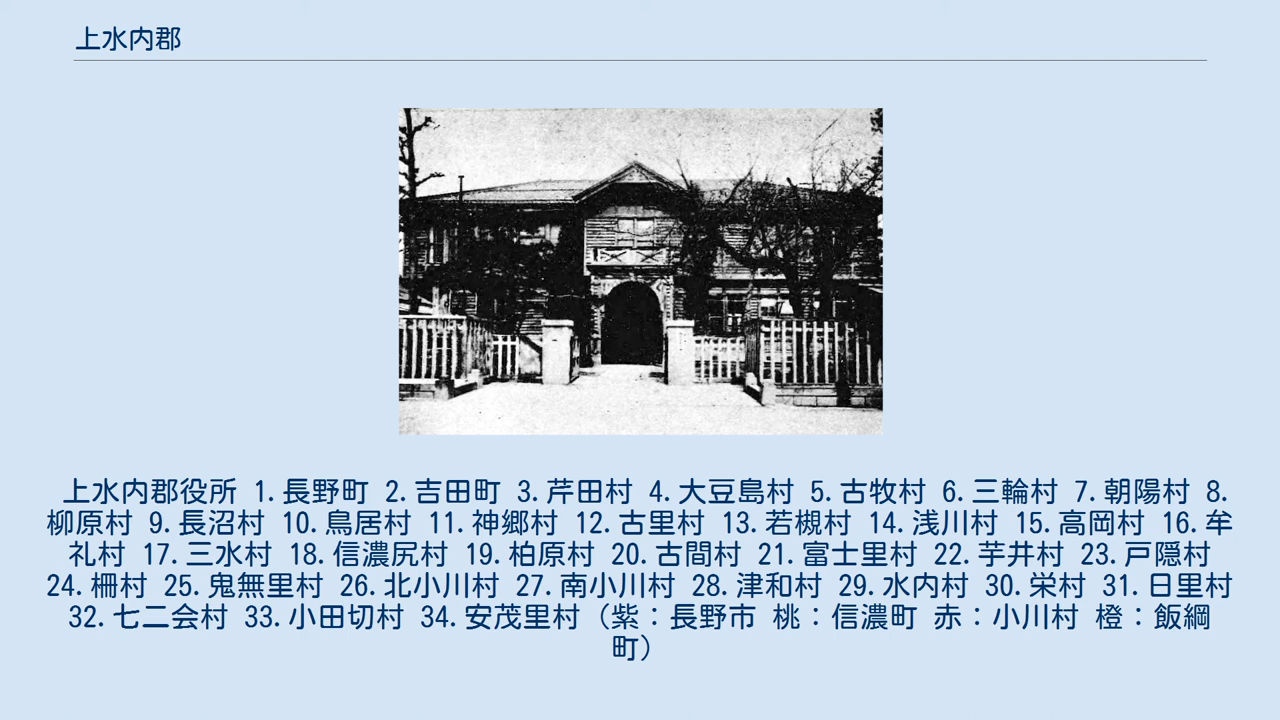 上水内郡
上水内郡役所 1.長野町 2.吉田町 3.芹田村 4.大豆島村 5.古牧村 6.三輪村 7.朝陽村 8.
柳原村 9.長沼村 10.鳥居村 11.神郷村 12.古里村 13.若槻村 14.浅川村 15.高岡村 16.牟
礼村 17.三水村 18.信濃尻村 19.柏原村 20.古間村 21.富士里村 22.芋井村 23.戸隠村
24.柵村 25.鬼無里村 26.北小川村 27.南小川村 28.津和村 29.水内村 30.栄村 31.日里村
32.七二会村 33.小田切村 34.安茂里村（紫：長野市 桃：信濃町 赤：小川村 橙：飯綱
町）